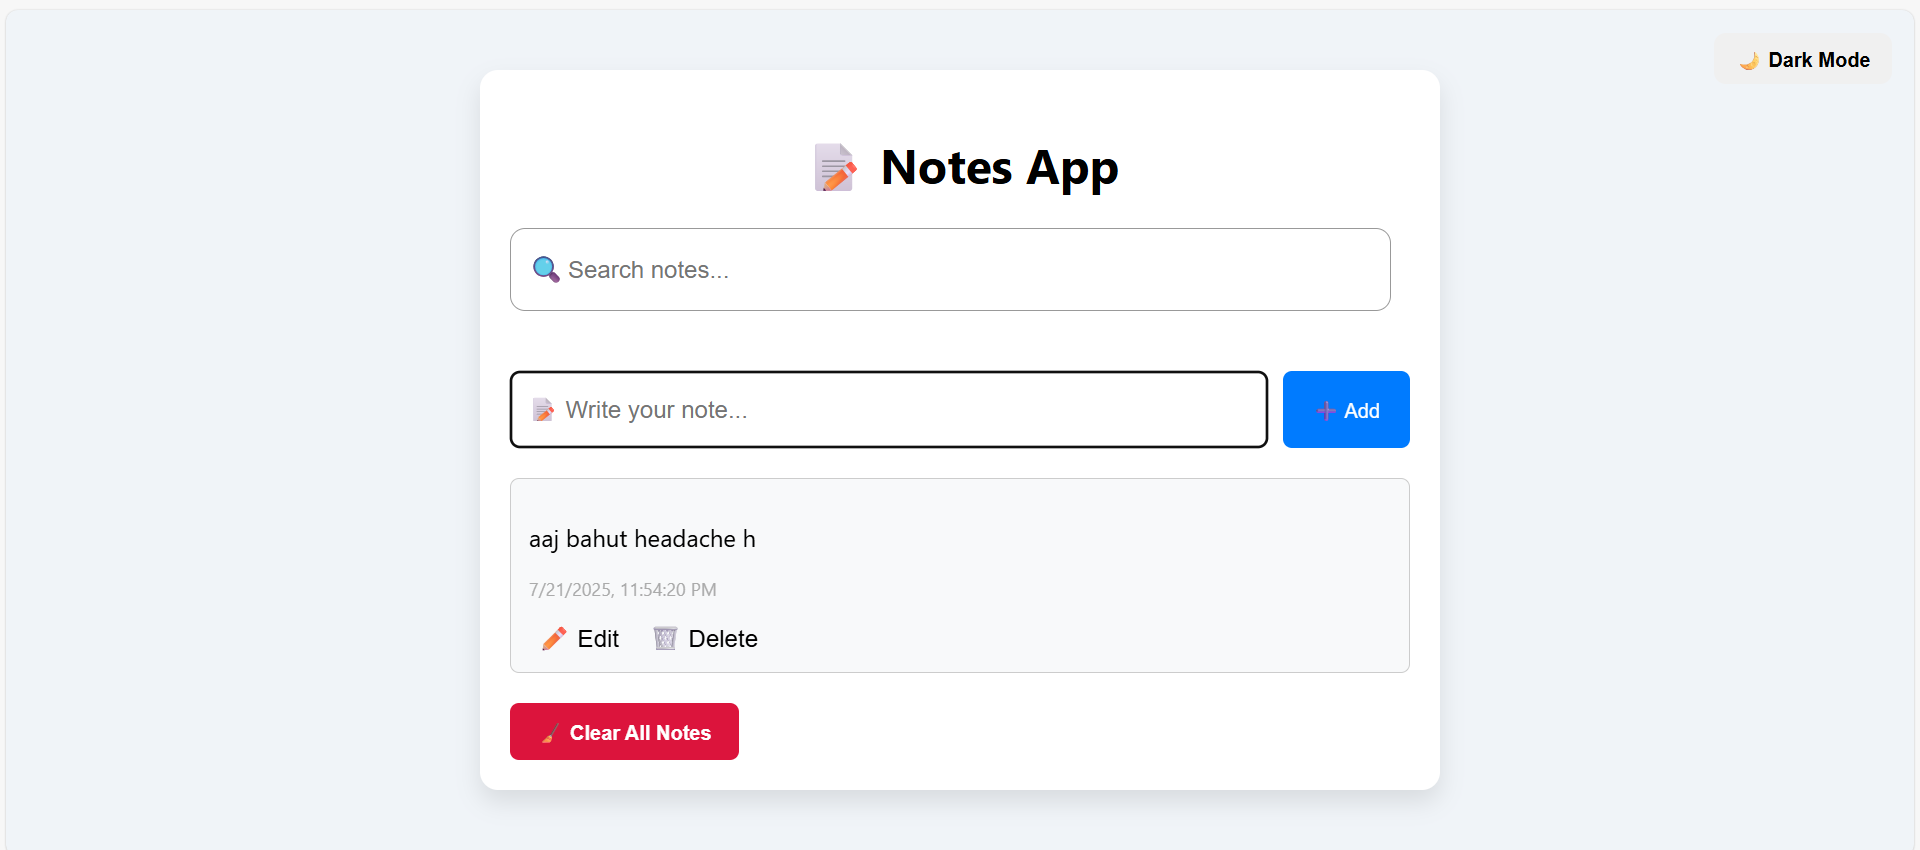 🌙 Dark Mode
📝 Notes App
🔍 Search notes...
📝 Write your note...
➕ Add
aaj bahut headache h
7/21/2025, 11:54:20 PM
✏️ Edit 🗑️ Delete
🧹 Clear All Notes